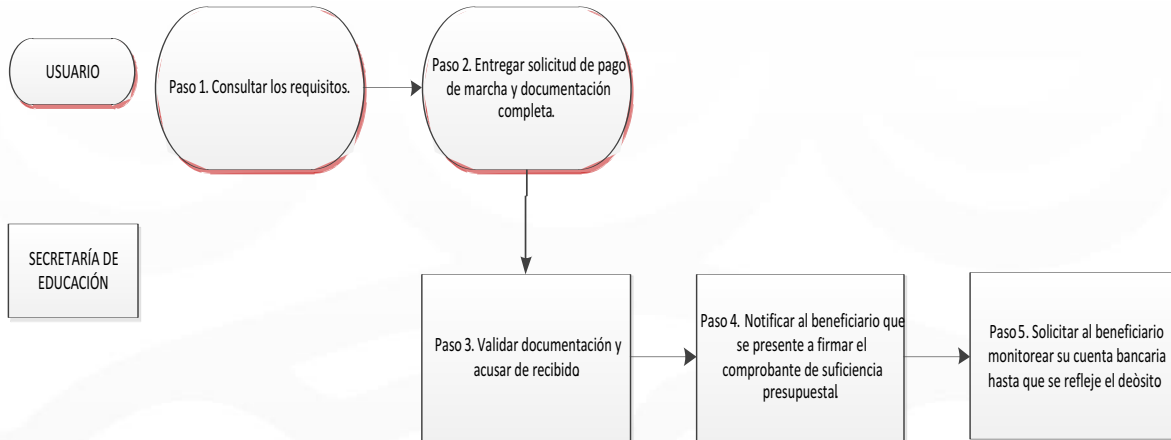 USUARIO
Paso 1. Consultar los requisitos.
Paso 2. Entregar solicitud de pago
de marcha y documentación
completa.
SECRETARÍA DE
EDUCACIÓN
Paso 3. Validar documentación y
acusar de recibido
Paso 4. Notificar al beneficiario que
se presente a firmar el
comprobante de suficiencia
presupuestal
Paso 5. Solicitar al beneficiario
monitorear su cuenta bancaria
hasta que se refleje el deòsito